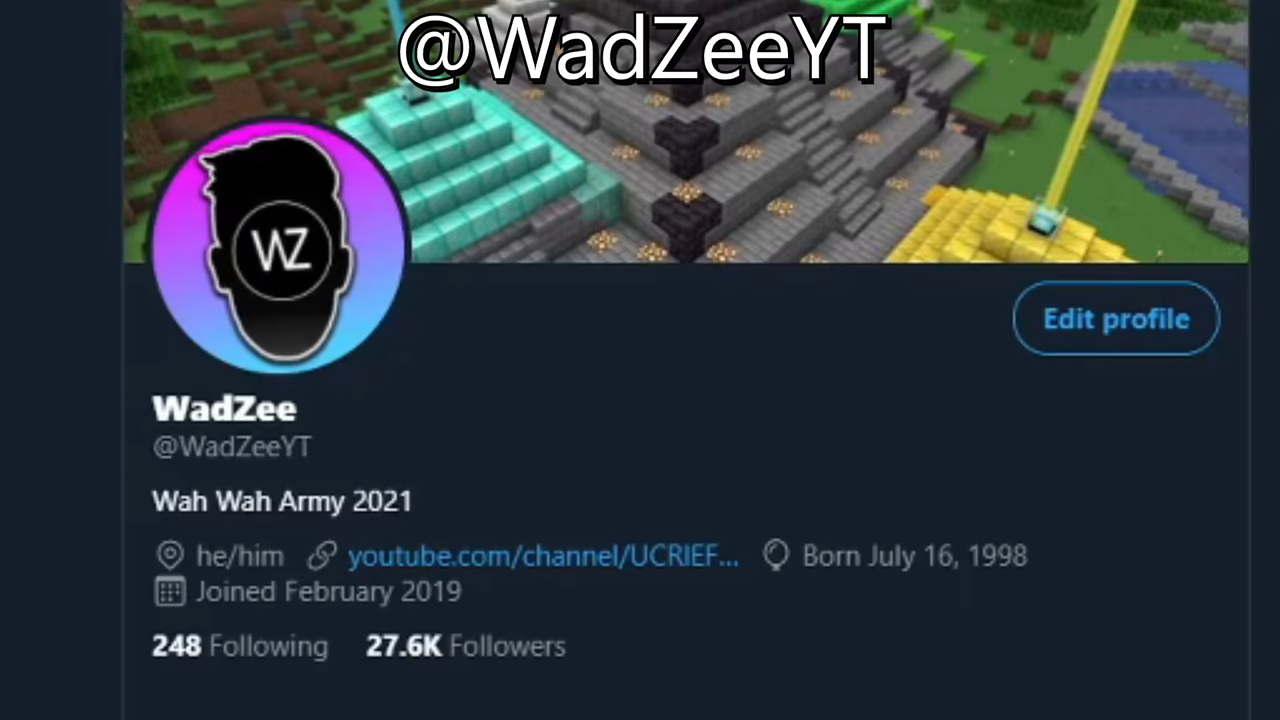 @WadZeeYT
WZ
Edit profile
WadZee
@WadZeeYT
Wah Wah Army 2021
he/him youtube.com/channel/UCRIEF... Born July 16, 1998
Joined February 2019
248 Following 27.6K Followers